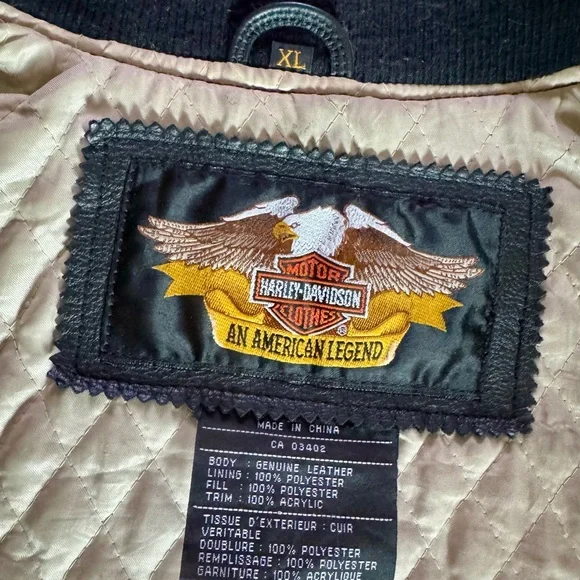 XL
MOTOR
HARLEY-DAVIDSON
CLOTHES
®
AN AMERICAN LEGEND
MADE IN CHINA
CA 03402
BODY : GENUINE LEATHER
LINING : 100% POLYESTER
FILL : 100% POLYESTER
TRIM : 100% ACRYLIC
TISSUE D'EXTERIEUR : CUIR
VERITABLE
DOUBLURE : 100% POLYESTER
REMPLISSAGE : 100% POLYESTER
GARNITURE : 100% ACRYLIQUE